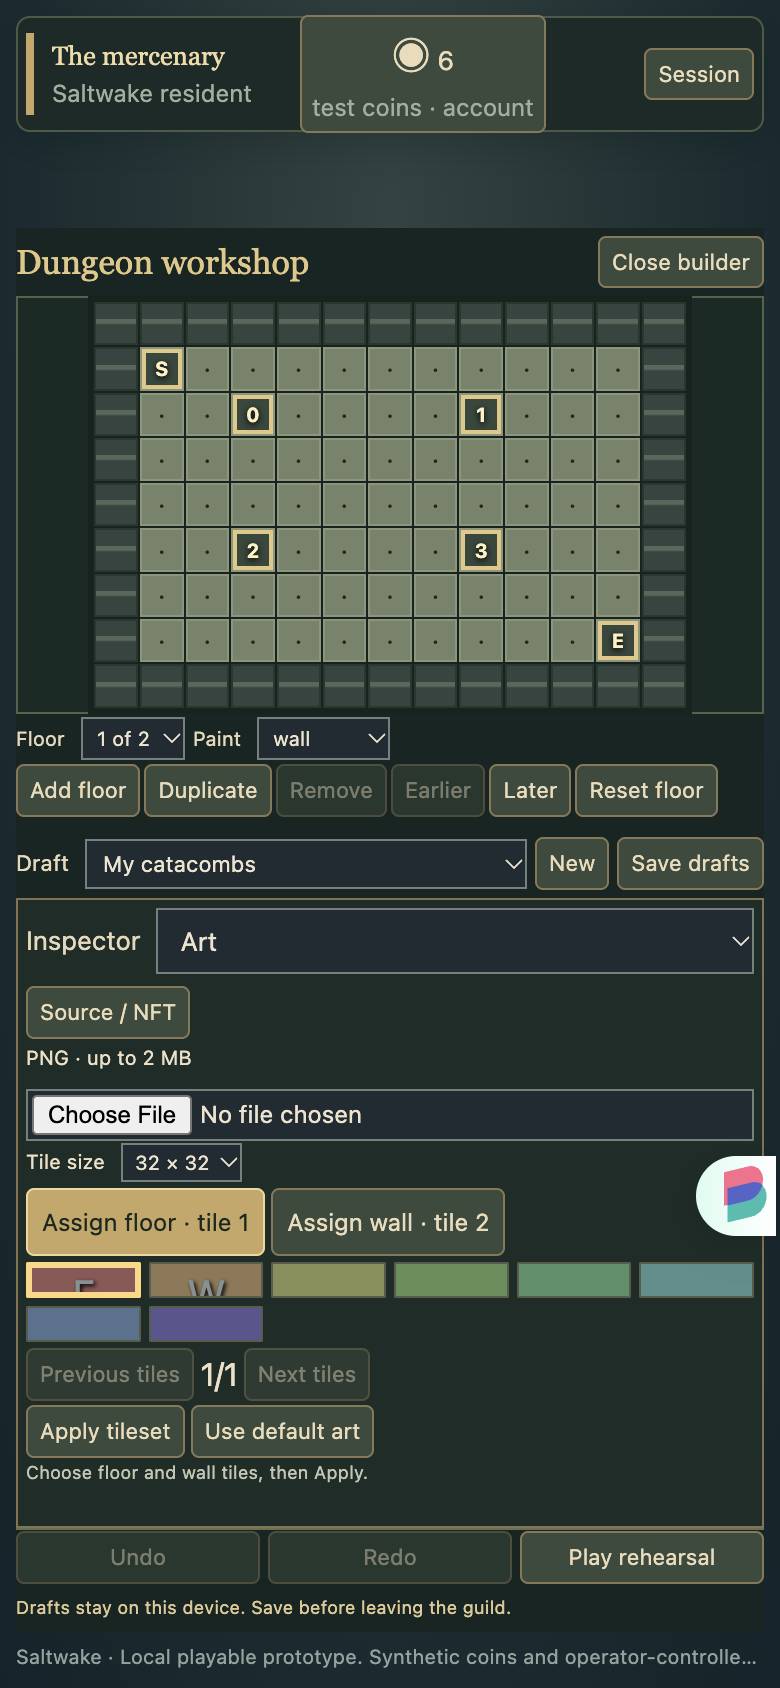 The mercenary
Saltwake resident
6
test coins · account
Session
Dungeon workshop
Close builder
S
0 1
2 3
E
Floor 1 of 2 Paint wall
Add floor Duplicate Remove Earlier Later Reset floor
Draft My catacombs New Save drafts
Inspector Art
Source / NFT
PNG · up to 2 MB
Choose File No file chosen
Tile size 32 × 32
Assign floor · tile 1 Assign wall · tile 2
F W
Previous tiles 1/1 Next tiles
Apply tileset Use default art
Choose floor and wall tiles, then Apply.
Undo Redo Play rehearsal
Drafts stay on this device. Save before leaving the guild.
Saltwake · Local playable prototype. Synthetic coins and operator-controlle…